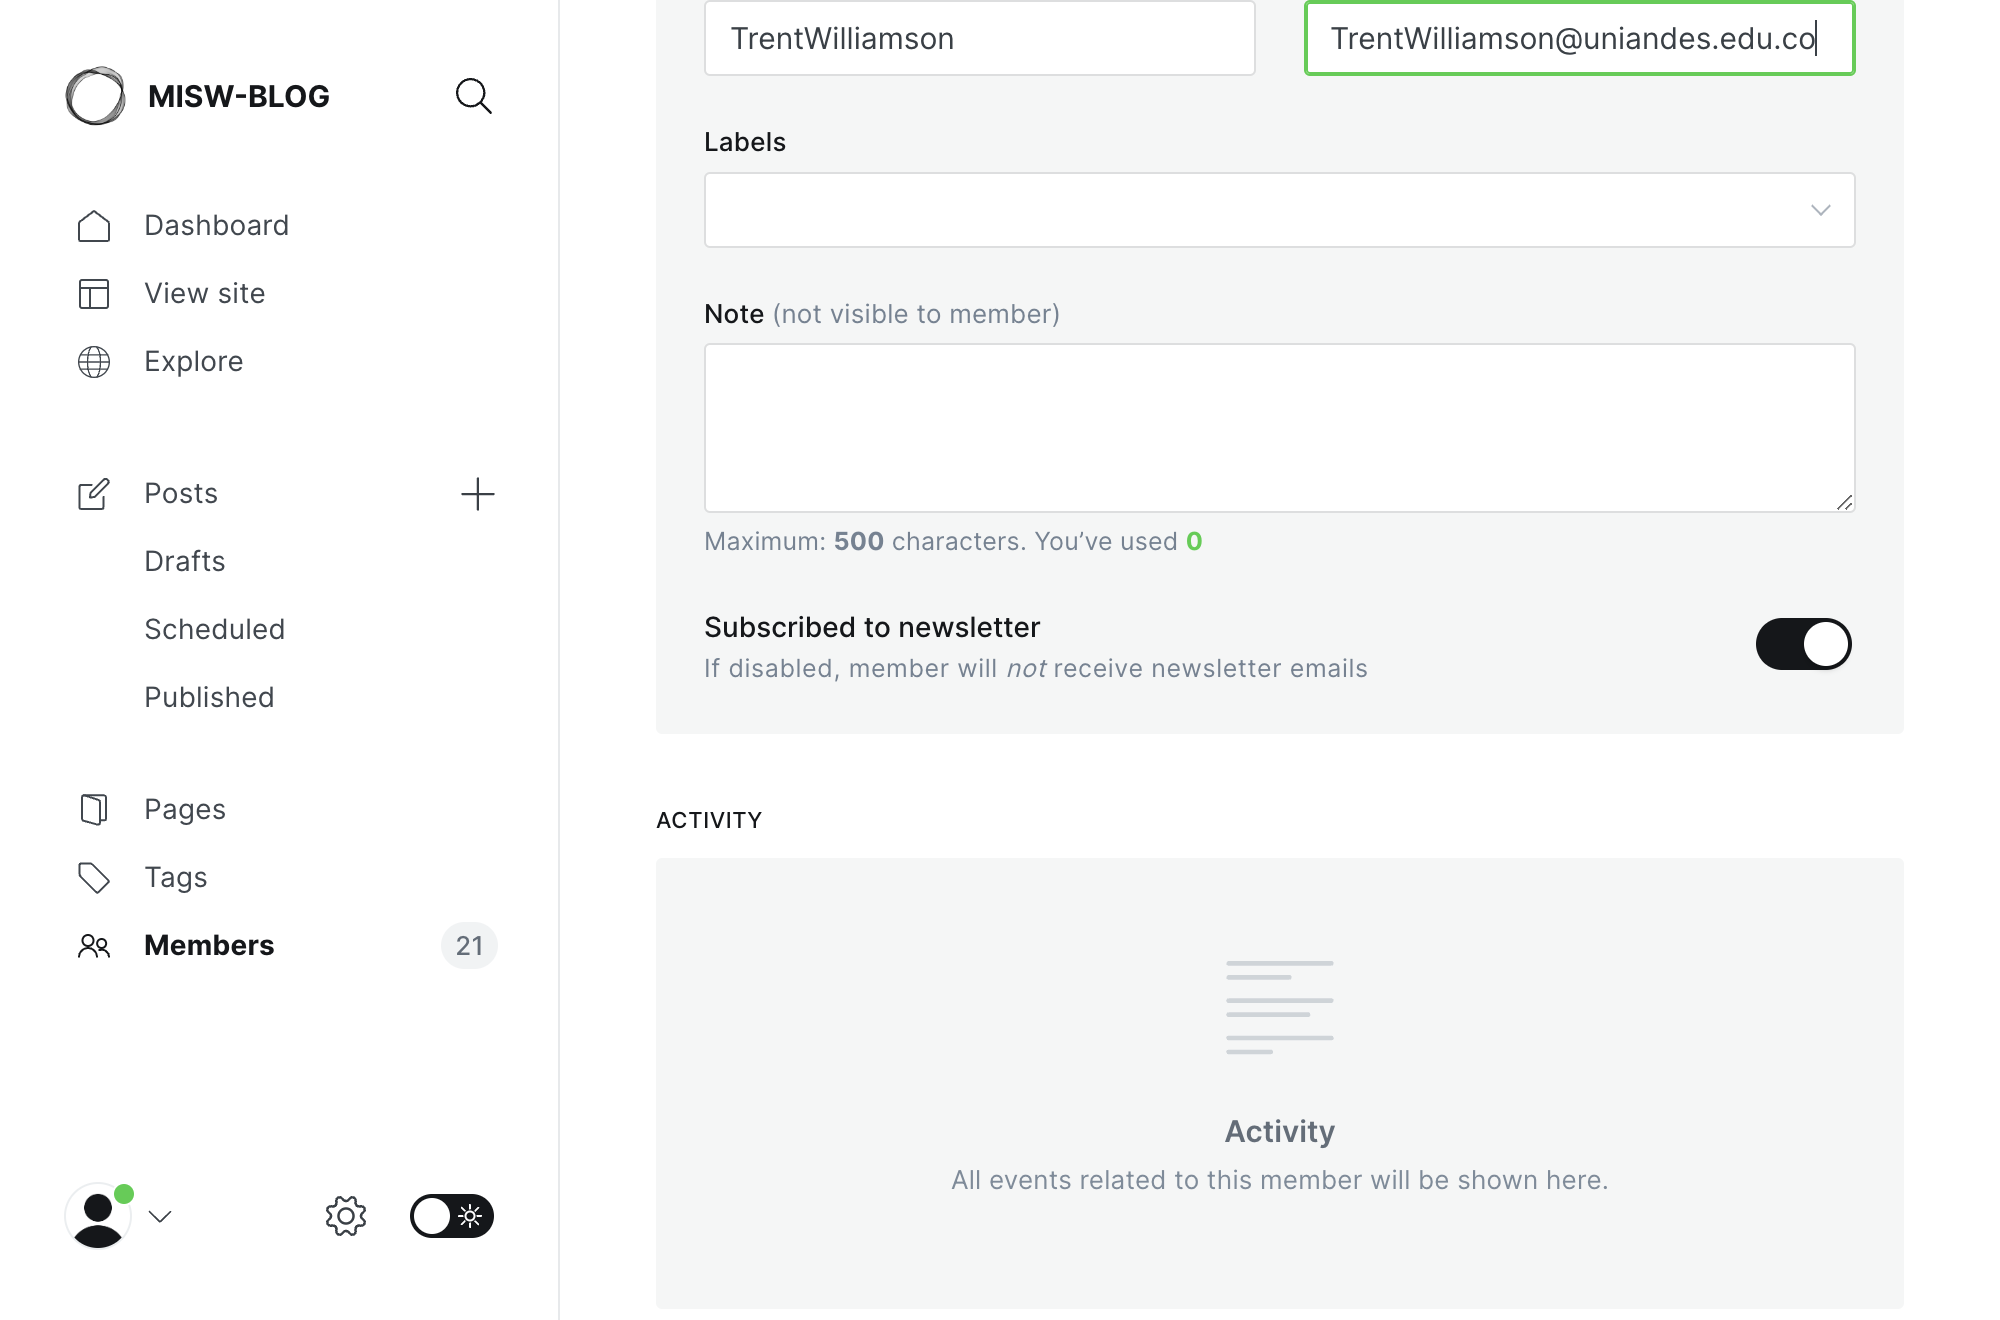 MISW-BLOG
Dashboard
View site
Explore
Posts
Drafts
Scheduled
Published
Pages
Tags
Members 21
TrentWilliamson
TrentWilliamson@uniandes.edu.co
Labels
Note (not visible to member)
Maximum: 500 characters. You’ve used 0
Subscribed to newsletter
If disabled, member will not receive newsletter emails
ACTIVITY
Activity
All events related to this member will be shown here.